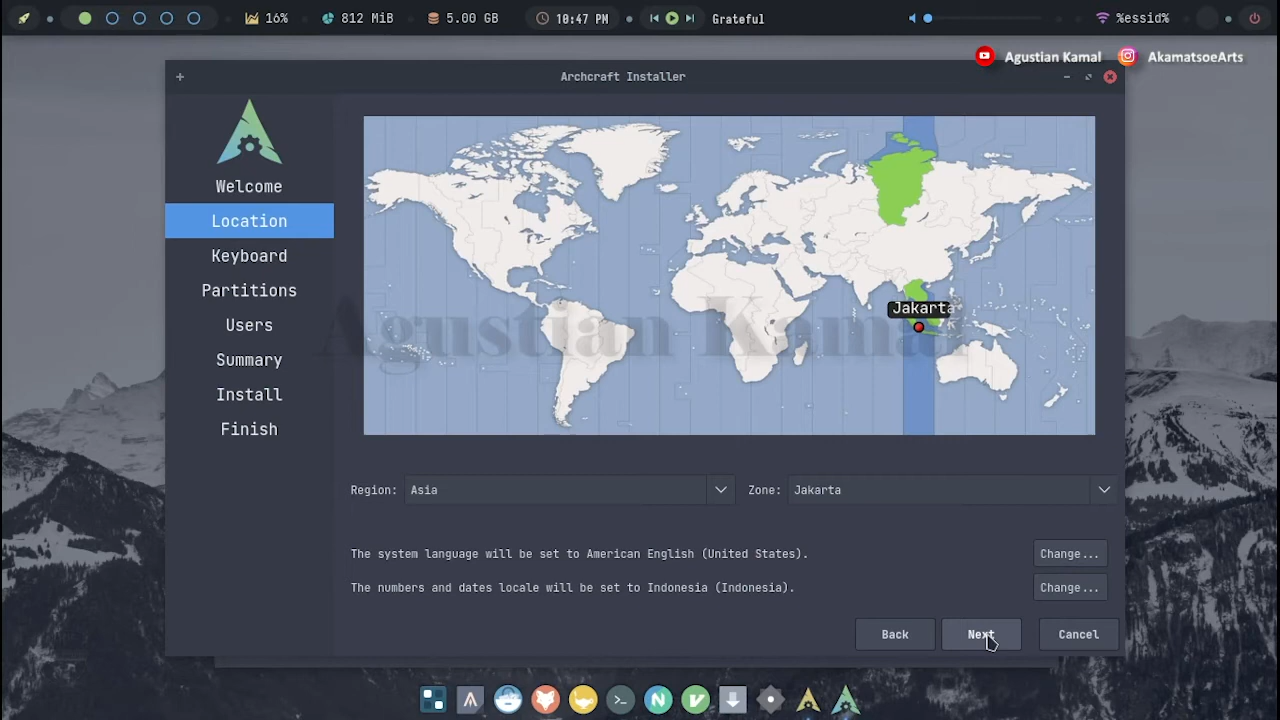 16% 812 MiB 5.00 GB 10:47 PM Grateful %essid%
Agustian Kamal AkamatsoeArts
Archcraft Installer
Welcome
Location
Keyboard
Partitions
Users
Summary
Install
Finish
Jakarta
Agustian Kamal
Region: Asia Zone: Jakarta
The system language will be set to American English (United States). Change...
The numbers and dates locale will be set to Indonesia (Indonesia). Change...
Back Next Cancel